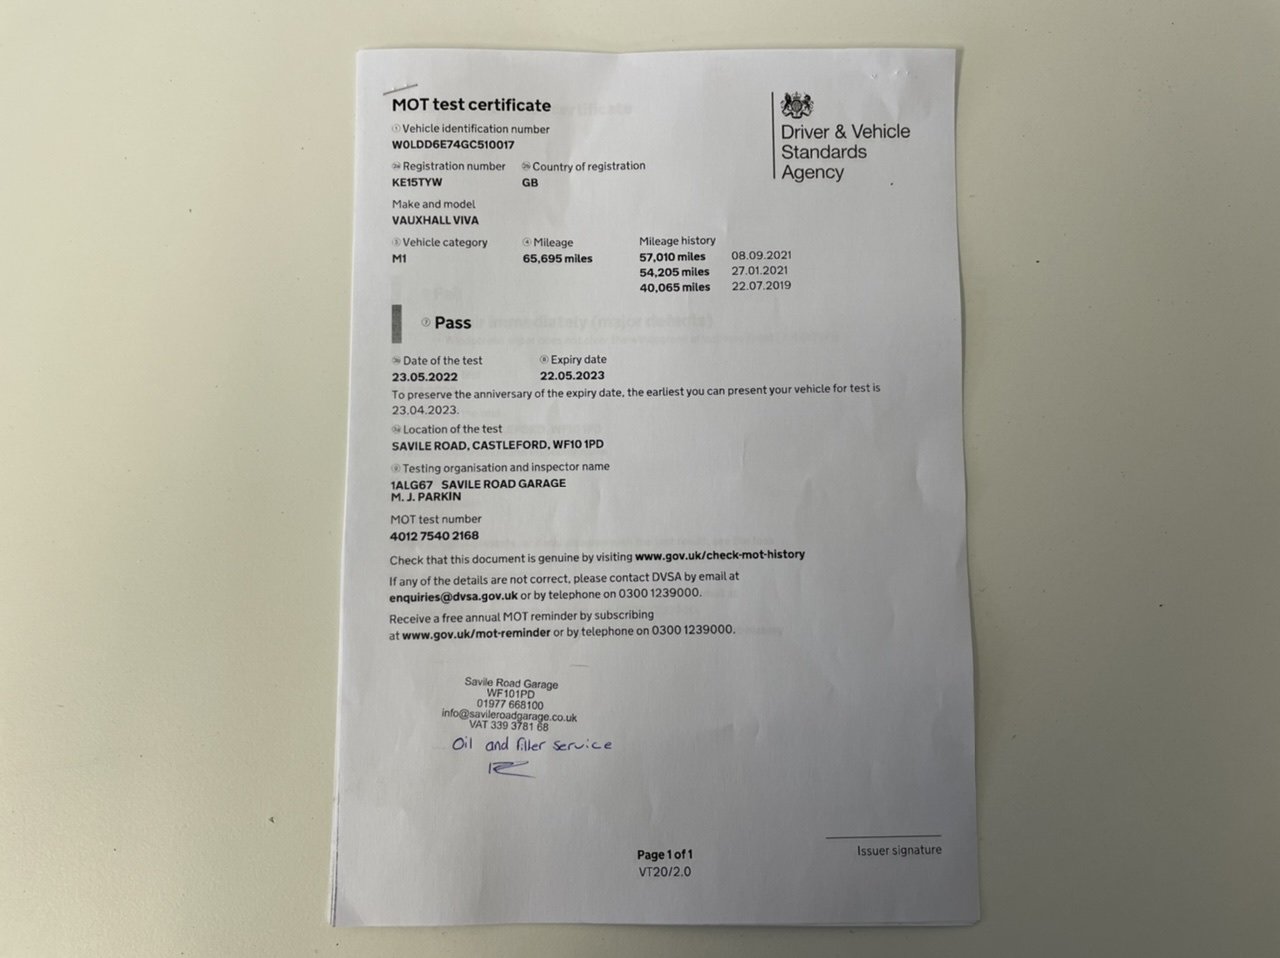 MOT test certificate
Driver & Vehicle
Standards
Agency
① Vehicle identification number
W0LDD6E74GC510017
Registration number Country of registration
KE15TYW GB
Make and model
VAUXHALL VIVA
③ Vehicle category ④ Mileage Mileage history
M1 65,695 miles 57,010 miles 08.09.2021
54,205 miles 27.01.2021
40,065 miles 22.07.2019
⑦ Pass
Date of the test ⑧ Expiry date
23.05.2022 22.05.2023
To preserve the anniversary of the expiry date, the earliest you can present your vehicle for test is
23.04.2023.
Location of the test
SAVILE ROAD, CASTLEFORD, WF10 1PD
⑨ Testing organisation and inspector name
1ALG67 SAVILE ROAD GARAGE
M. J. PARKIN
MOT test number
4012 7540 2168
Check that this document is genuine by visiting www.gov.uk/check-mot-history
If any of the details are not correct, please contact DVSA by email at
enquiries@dvsa.gov.uk or by telephone on 0300 1239000.
Receive a free annual MOT reminder by subscribing
at www.gov.uk/mot-reminder or by telephone on 0300 1239000.
Savile Road Garage
WF101PD
01977 668100
info@savileroadgarage.co.uk
VAT 339 3781 68
Oil and filter service
Issuer signature
Page 1 of 1
VT20/2.0